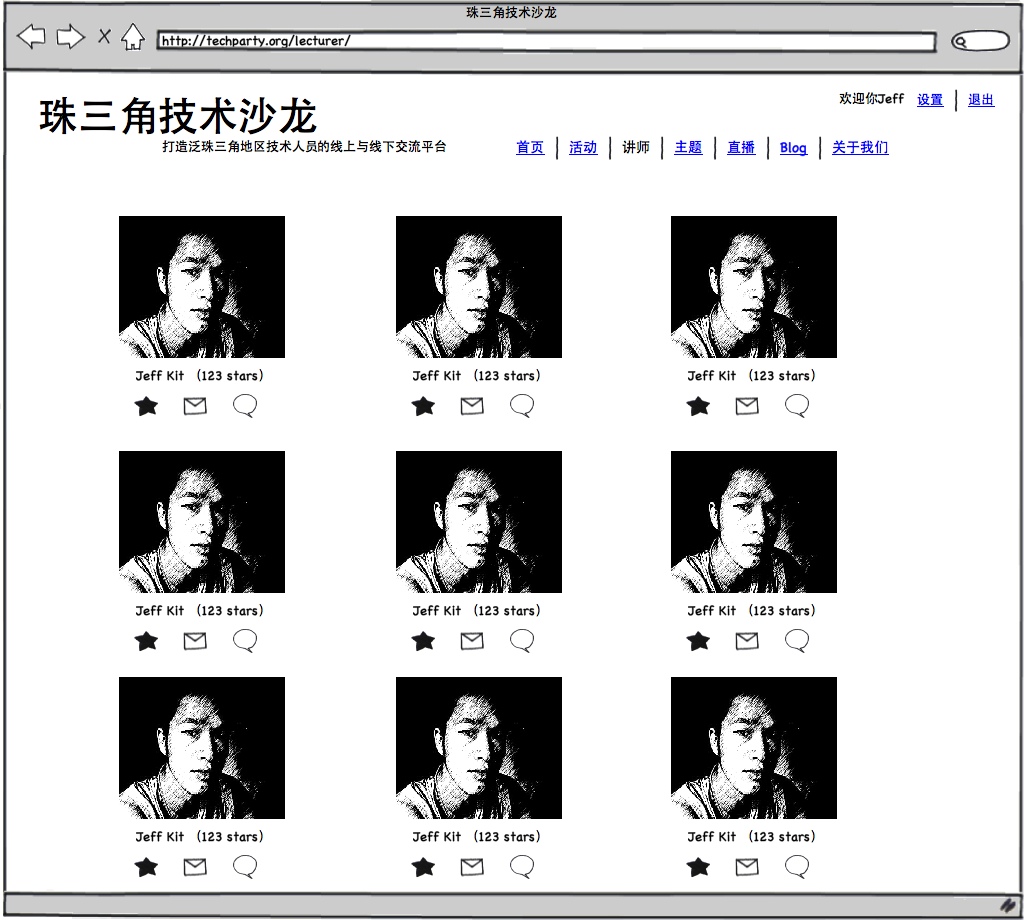 珠三角技术沙龙
http://techparty.org/lecturer/
欢迎你Jeff 设置 退出
珠三角技术沙龙
打造泛珠三角地区技术人员的线上与线下交流平台
首页 活动 讲师 主题 直播 Blog 关于我们
Jeff Kit （123 stars） Jeff Kit （123 stars） Jeff Kit （123 stars）
Jeff Kit （123 stars） Jeff Kit （123 stars） Jeff Kit （123 stars）
Jeff Kit （123 stars） Jeff Kit （123 stars） Jeff Kit （123 stars）